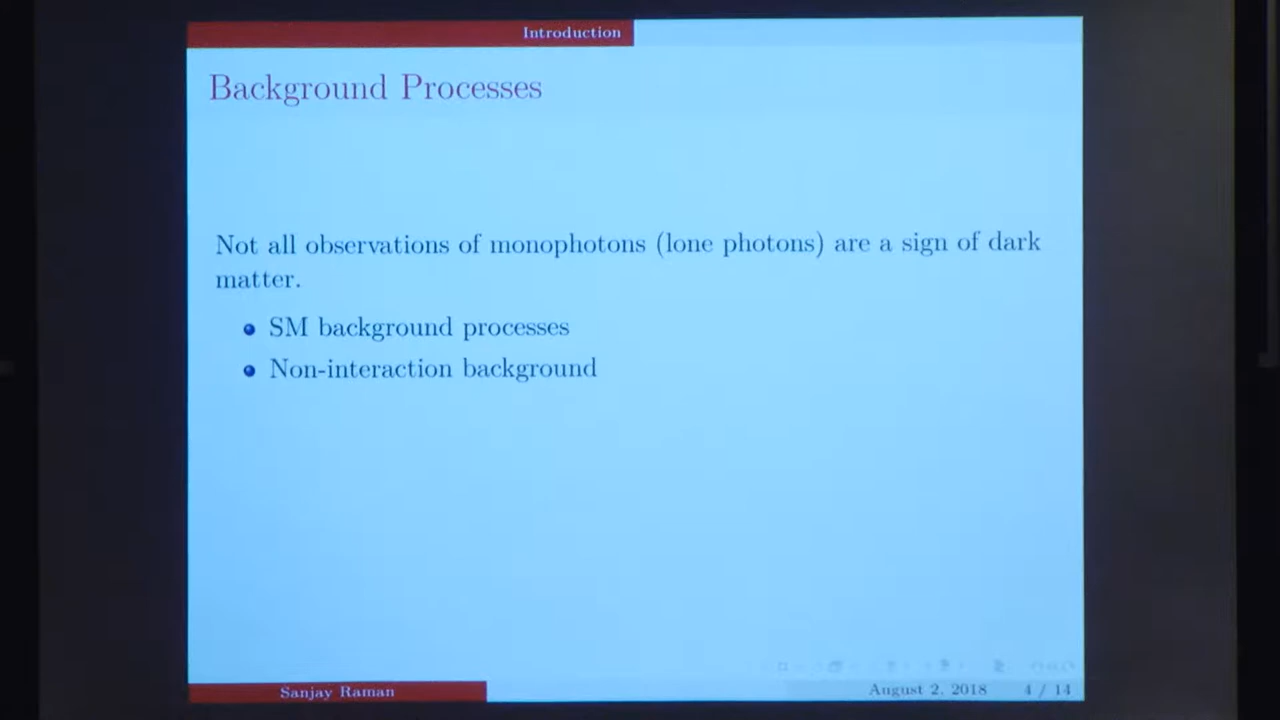 Introduction
Background Processes
Not all observations of monophotons (lone photons) are a sign of dark
matter.
SM background processes
Non-interaction background
Sanjay Raman
August 2, 2018
4 / 14